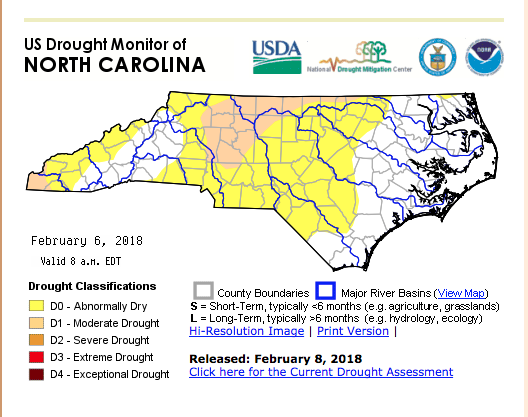 US Drought Monitor of
NORTH CAROLINA
USDA
National Drought Mitigation Center
NOAA
February 6, 2018
Valid 8 a.m. EDT
Drought Classifications
D0 - Abnormally Dry
D1 - Moderate Drought
D2 - Severe Drought
D3 - Extreme Drought
D4 - Exceptional Drought
County Boundaries Major River Basins (View Map)
S = Short-Term, typically <6 months (e.g. agriculture, grasslands)
L = Long-Term, typically >6 months (e.g. hydrology, ecology)
Hi-Resolution Image | Print Version |
Released: February 8, 2018
Click here for the Current Drought Assessment